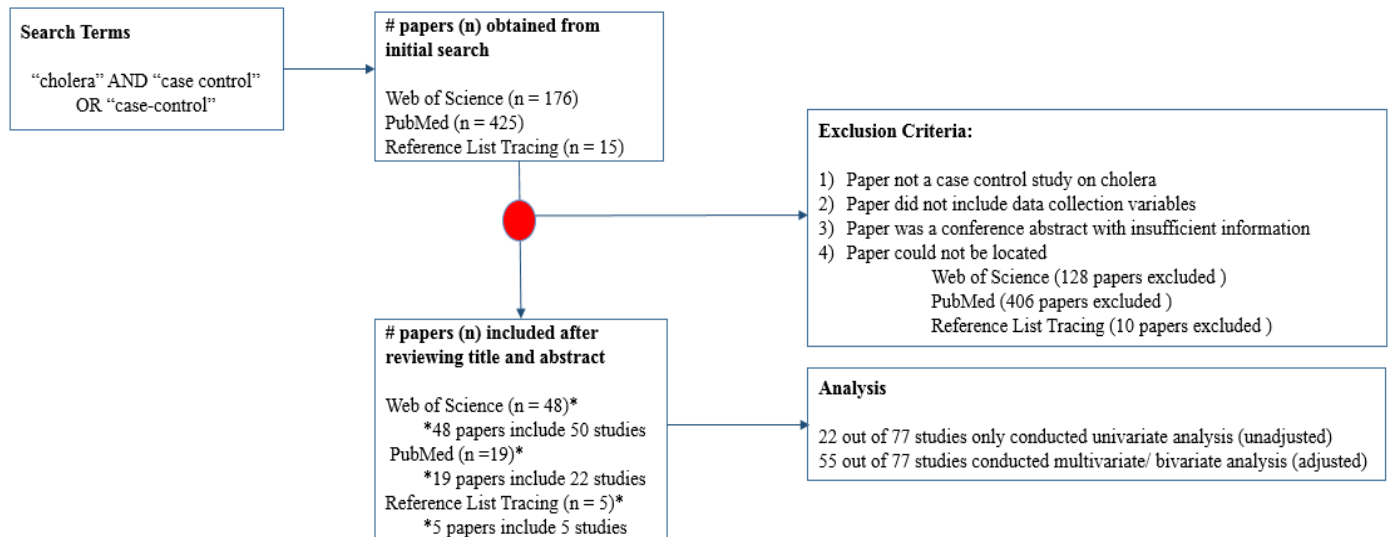 Search Terms
“cholera” AND “case control”
OR “case-control”
# papers (n) obtained from
initial search
Web of Science (n = 176)
PubMed (n = 425)
Reference List Tracing (n = 15)
Exclusion Criteria:
1) Paper not a case control study on cholera
2) Paper did not include data collection variables
3) Paper was a conference abstract with insufficient information
4) Paper could not be located
Web of Science (128 papers excluded )
PubMed (406 papers excluded )
Reference List Tracing (10 papers excluded )
# papers (n) included after
reviewing title and abstract
Web of Science (n = 48)*
*48 papers include 50 studies
PubMed (n =19)*
*19 papers include 22 studies
Reference List Tracing (n = 5)*
*5 papers include 5 studies
Analysis
22 out of 77 studies only conducted univariate analysis (unadjusted)
55 out of 77 studies conducted multivariate/ bivariate analysis (adjusted)